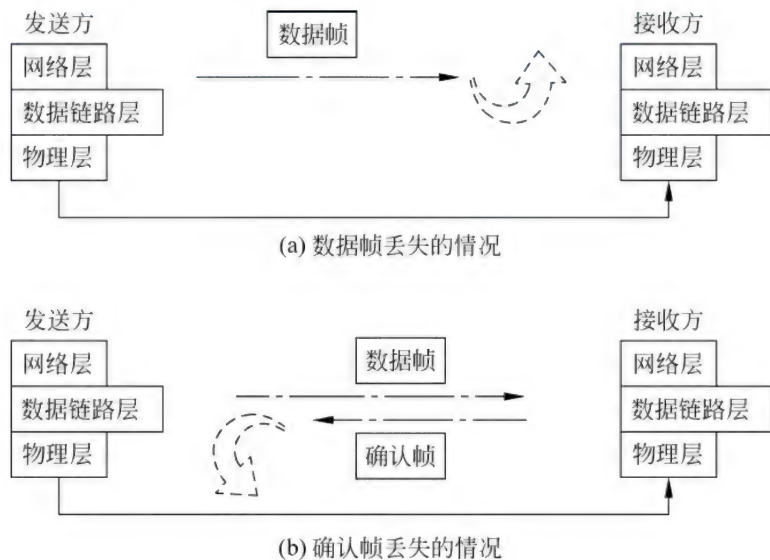 发送方
数据帧
接收方
网络层
网络层
数据链路层
数据链路层
物理层
物理层
(a) 数据帧丢失的情况
发送方
接收方
网络层
数据帧
网络层
数据链路层
数据链路层
物理层
确认帧
物理层
(b) 确认帧丢失的情况